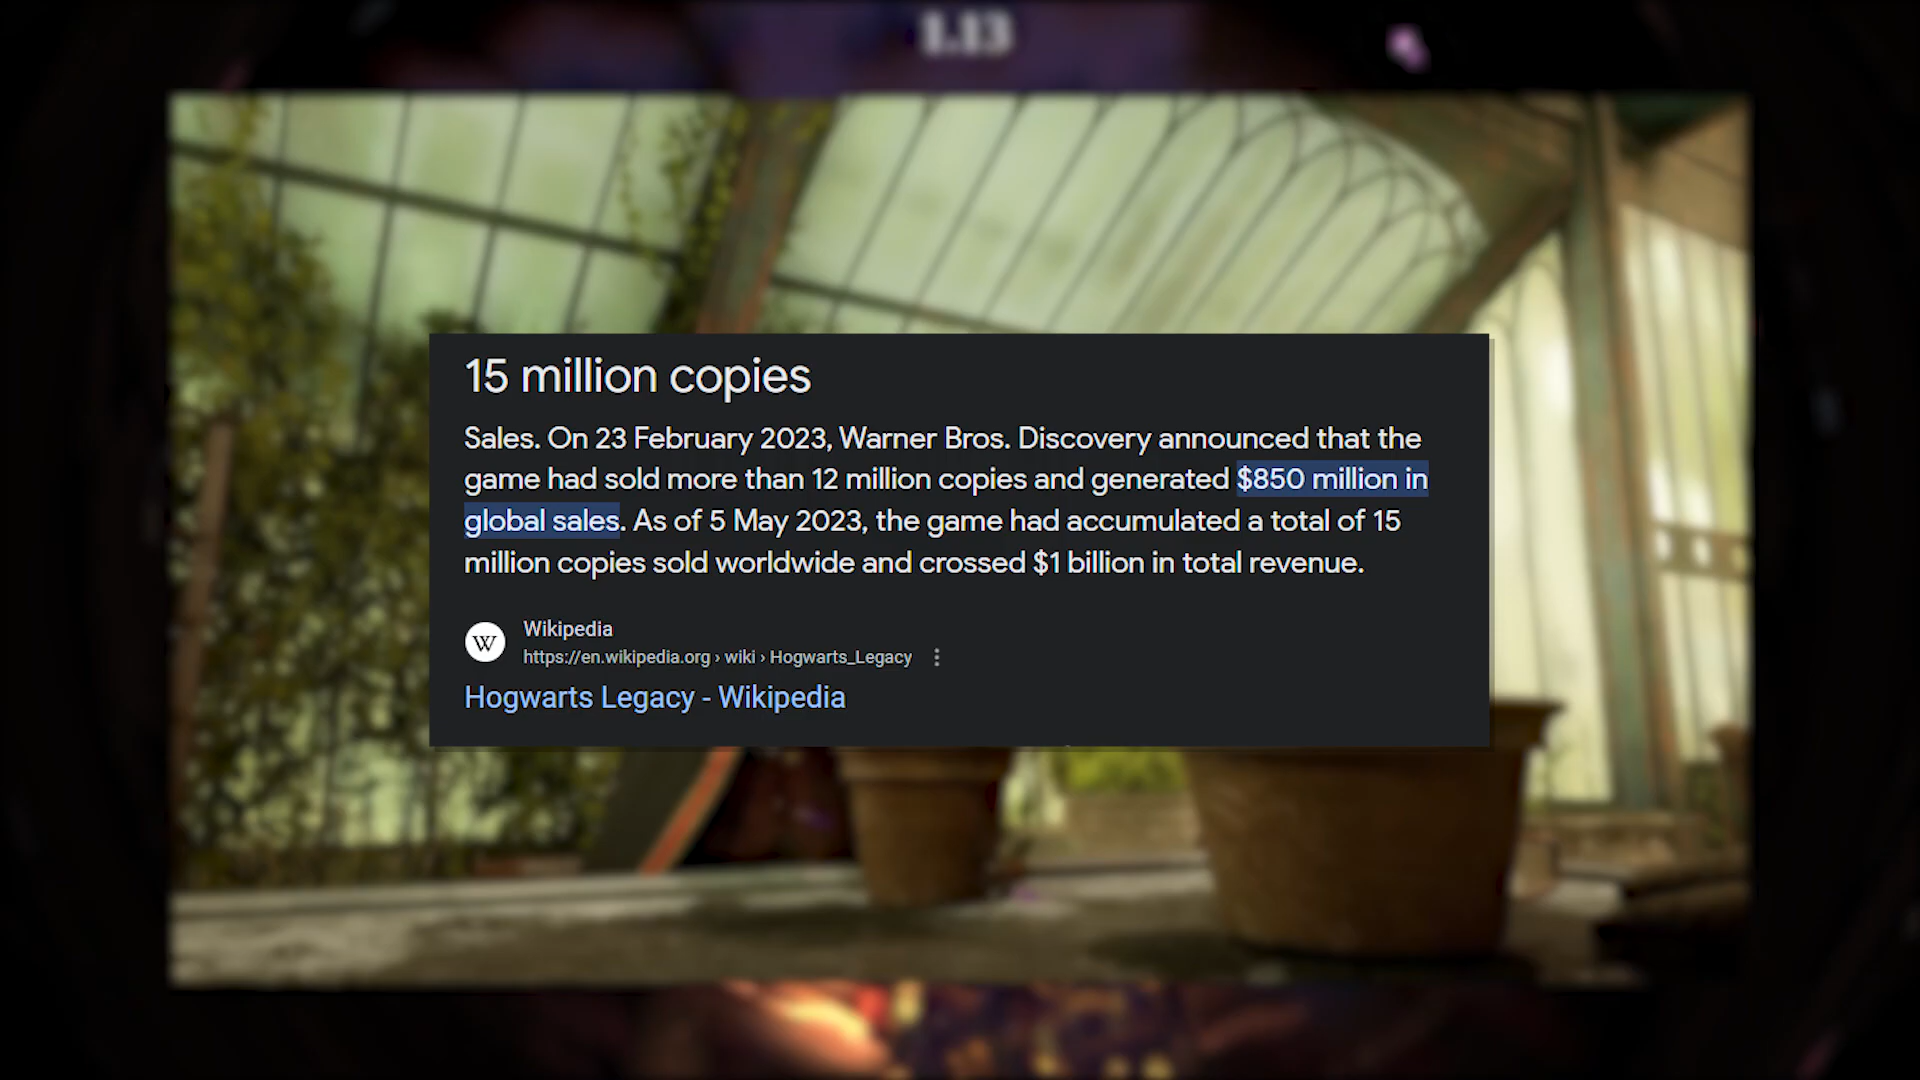 1.13
15 million copies
Sales. On 23 February 2023, Warner Bros. Discovery announced that the
game had sold more than 12 million copies and generated $850 million in
global sales. As of 5 May 2023, the game had accumulated a total of 15
million copies sold worldwide and crossed $1 billion in total revenue.
W
Wikipedia
https://en.wikipedia.org › wiki › Hogwarts_Legacy
Hogwarts Legacy - Wikipedia